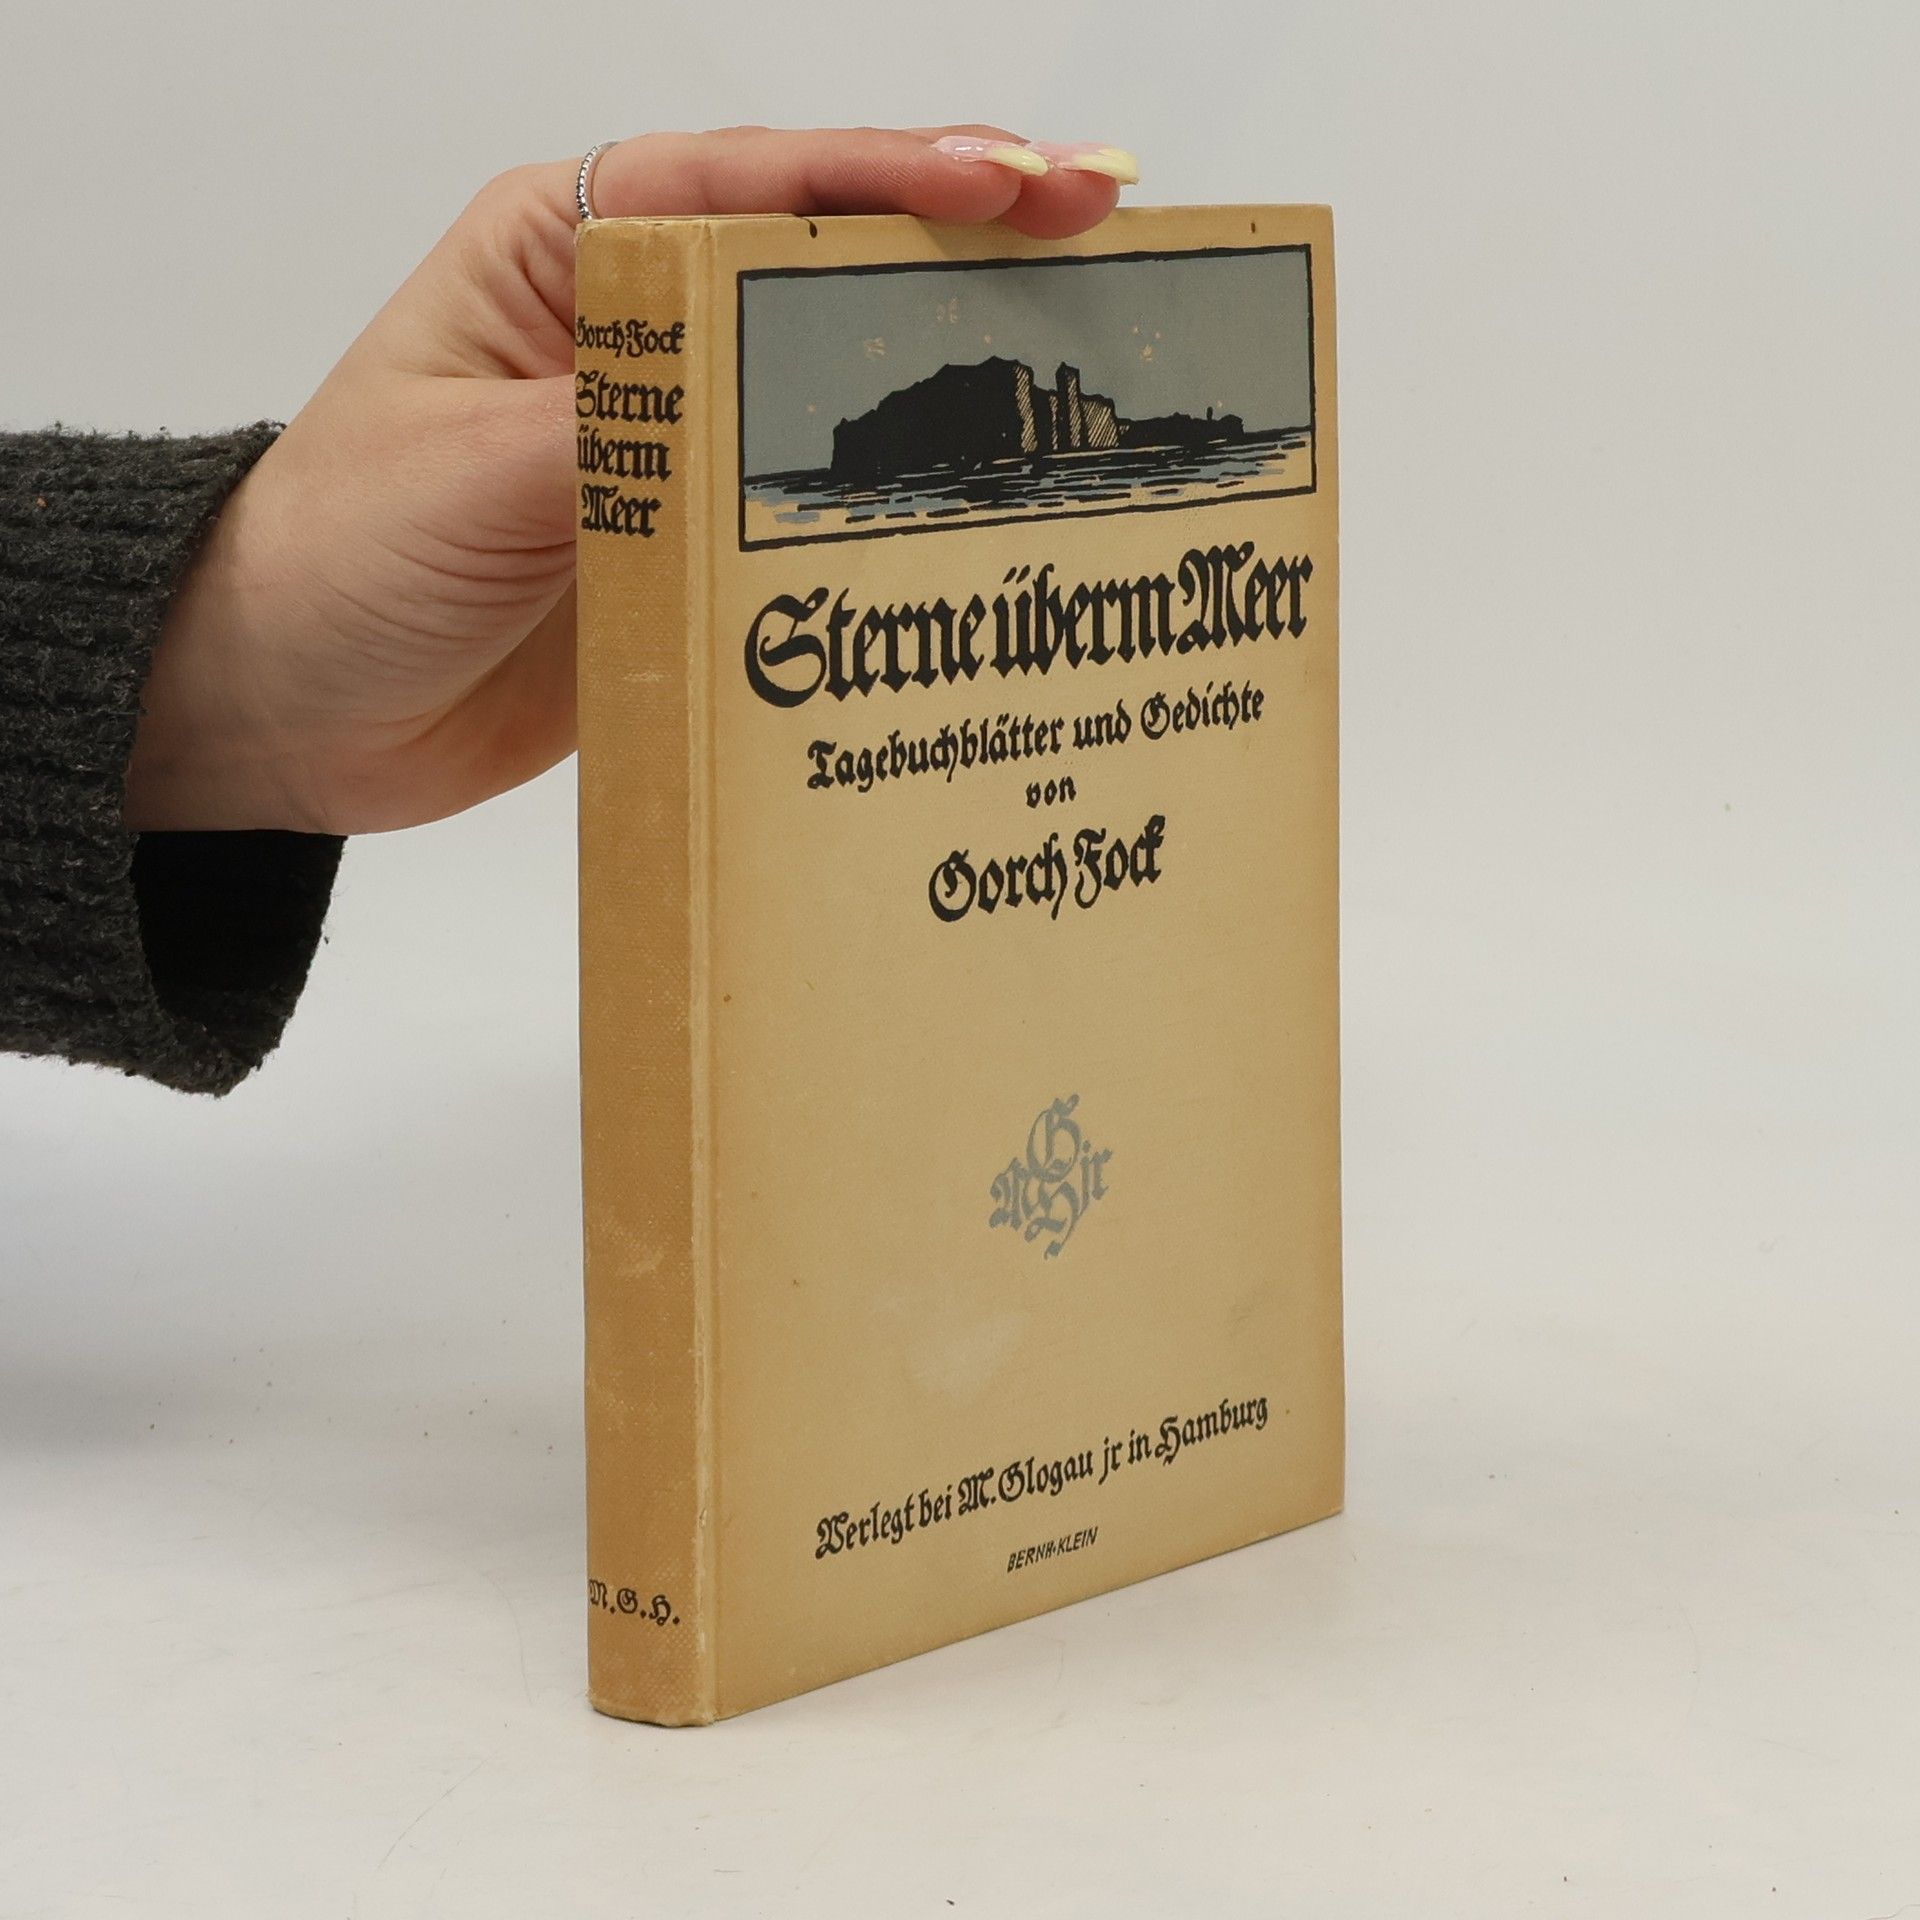 Gorch Fock
Sterne
überm
Meer
M.G.H.
Sterne überm Meer
Tagebuchblätter und Gedichte
von
Gorch Fock
G
M jr
H
Verlegt bei M. Glogau jr in Hamburg
BERNH·KLEIN